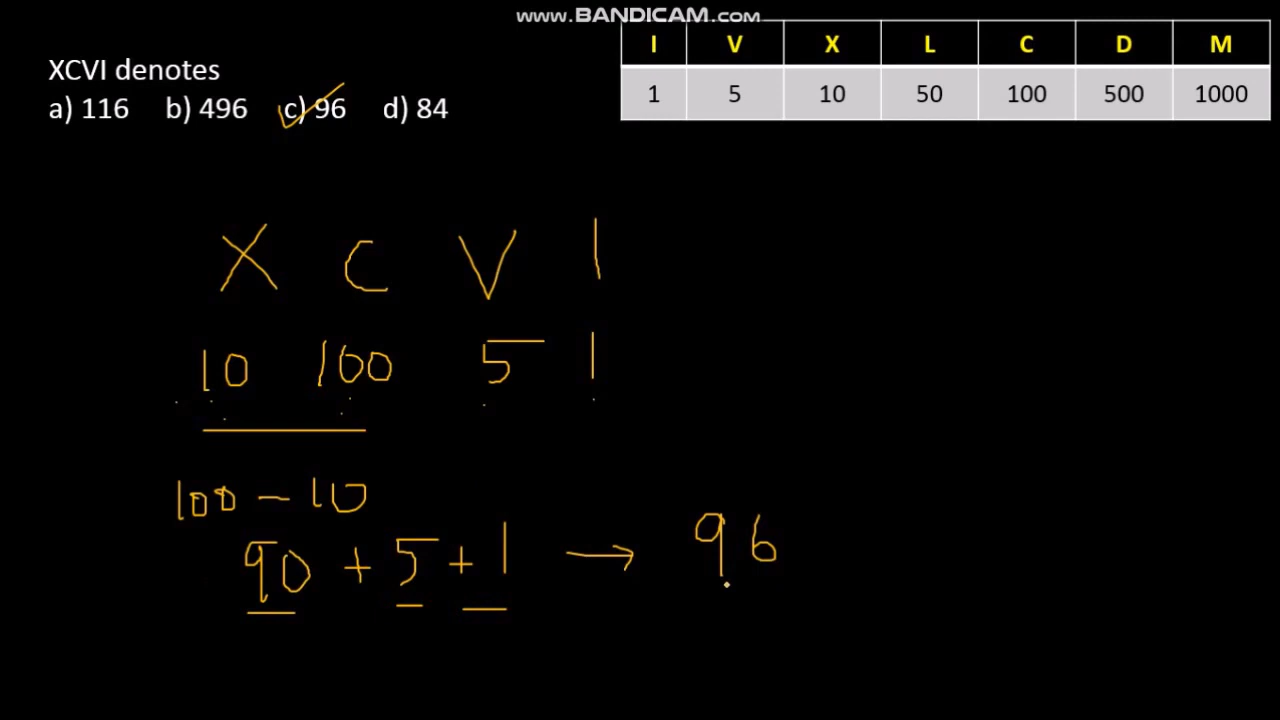 www.BANDICAM.com
XCVI denotes
a) 116 b) 496 c) 96 d) 84
I V X L C D M
1 5 10 50 100 500 1000
X C V I
10 100 5 1
100 - 10
90 + 5 + 1 → 96